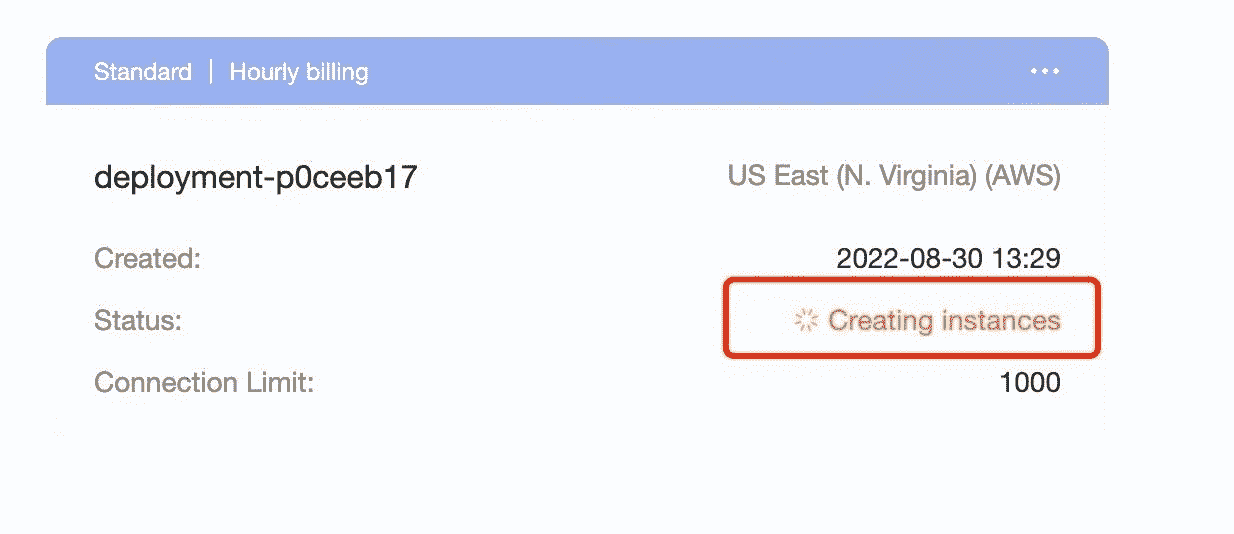 Standard | Hourly billing ...
deployment-p0ceeb17 US East (N. Virginia) (AWS)
Created: 2022-08-30 13:29
Status: Creating instances
Connection Limit: 1000